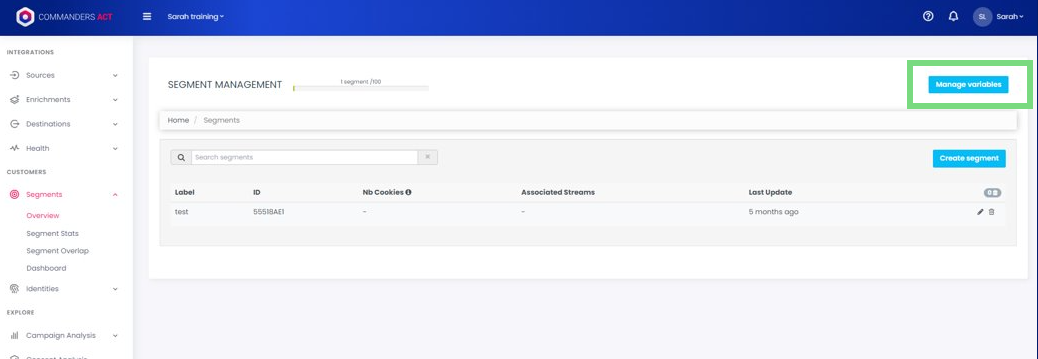 COMMANDERS ACT
Sarah training
SL Sarah
INTEGRATIONS
Sources
Enrichments
Destinations
Health
CUSTOMERS
Segments
Overview
Segment Stats
Segment Overlap
Dashboard
Identities
EXPLORE
Campaign Analysis
SEGMENT MANAGEMENT
1 segment /100
Manage variables
Home / Segments
Search segments
Create segment
Label ID Nb Cookies Associated Streams Last Update 0
test 55518AE1 - - 5 months ago